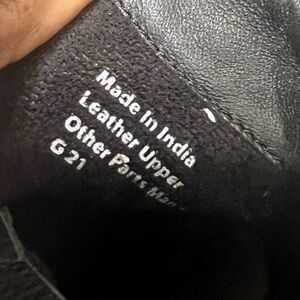 Made In India
Leather Upper
Other Parts
G 21